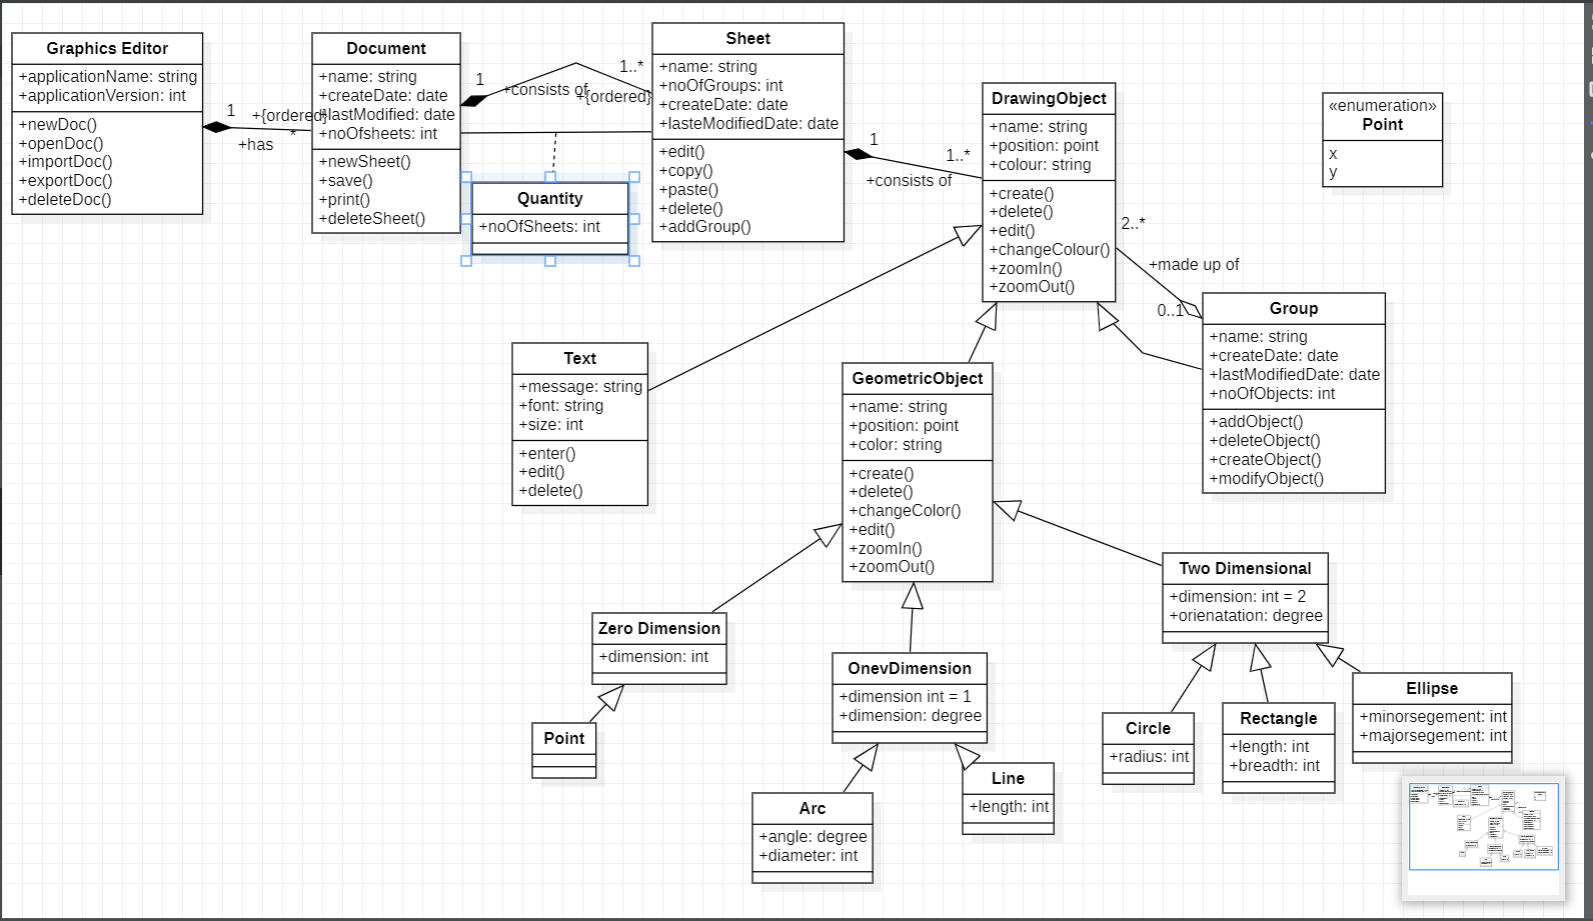 Graphics Editor
+applicationName: string
+applicationVersion: int
+newDoc()
+openDoc()
+importDoc()
+exportDoc()
+deleteDoc()
1
+{ordered}
+has
*
Document
+name: string
+createDate: date
+lastModified: date
+noOfsheets: int
+newSheet()
+save()
+print()
+deleteSheet()
1
+consists of
1..*
+{ordered}
Quantity
+noOfSheets: int
Sheet
+name: string
+noOfGroups: int
+createDate: date
+lasteModifiedDate: date
+edit()
+copy()
+paste()
+delete()
+addGroup()
1
1..*
+consists of
DrawingObject
+name: string
+position: point
+colour: string
+create()
+delete()
+edit()
+changeColour()
+zoomIn()
+zoomOut()
«enumeration»
Point
x
y
2..*
+made up of
0..1
Group
+name: string
+createDate: date
+lastModifiedDate: date
+noOfObjects: int
+addObject()
+deleteObject()
+createObject()
+modifyObject()
Text
+message: string
+font: string
+size: int
+enter()
+edit()
+delete()
GeometricObject
+name: string
+position: point
+color: string
+create()
+delete()
+changeColor()
+edit()
+zoomIn()
+zoomOut()
Zero Dimension
+dimension: int
Point
OnevDimension
+dimension int = 1
+dimension: degree
Arc
+angle: degree
+diameter: int
Line
+length: int
Two Dimensional
+dimension: int = 2
+orienatation: degree
Circle
+radius: int
Rectangle
+length: int
+breadth: int
Ellipse
+minorsegement: int
+majorsegement: int